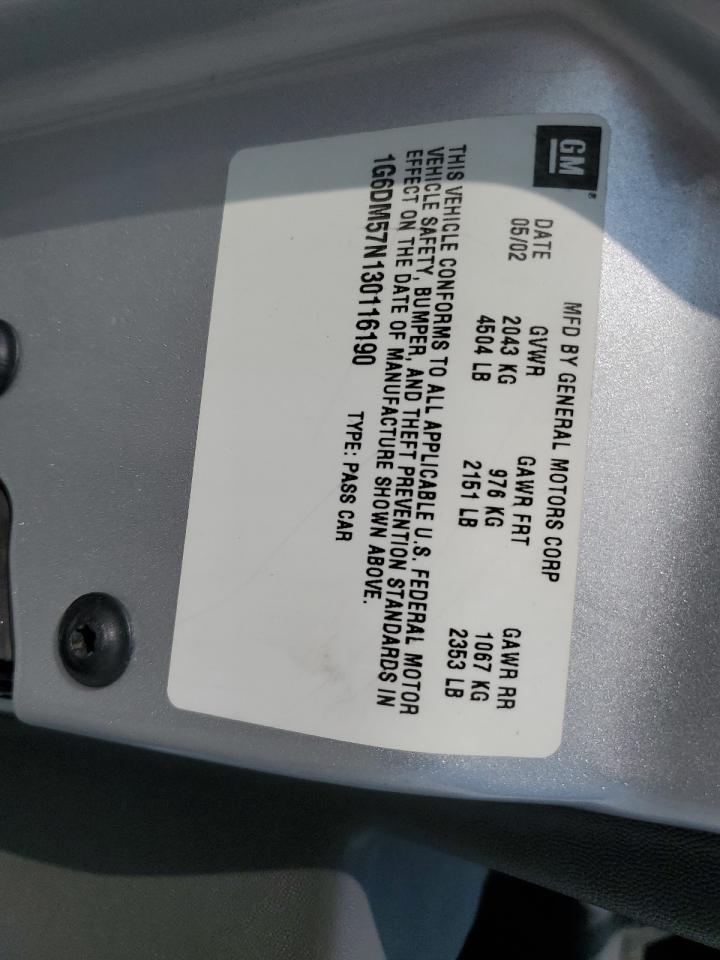 GM
MFD BY GENERAL MOTORS CORP
DATE GVWR GAWR FRT GAWR RR
05/02 2043 KG 976 KG 1067 KG
4504 LB 2151 LB 2353 LB
THIS VEHICLE CONFORMS TO ALL APPLICABLE U.S. FEDERAL MOTOR
VEHICLE SAFETY, BUMPER, AND THEFT PREVENTION STANDARDS IN
EFFECT ON THE DATE OF MANUFACTURE SHOWN ABOVE.
1G6DM57N130116190 TYPE: PASS CAR